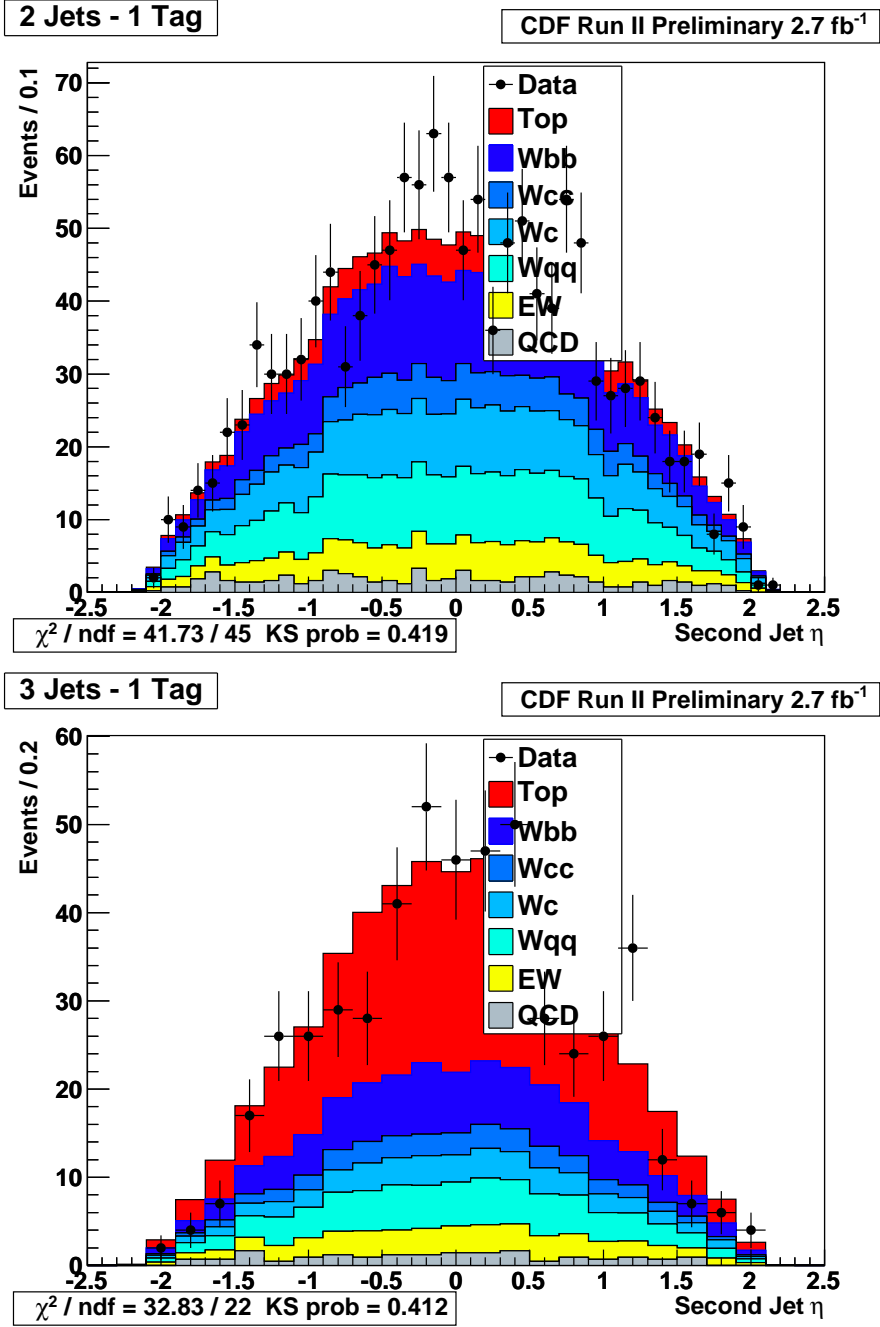 2 Jets - 1 Tag
CDF Run II Preliminary 2.7 fb⁻¹
Events / 0.1
70
60
50
40
30
20
10
0
Data
Top
Wbb
Wcc
Wc
Wqq
EW
QCD
-2.5 -2 -1.5 -1 -0.5 0 0.5 1 1.5 2 2.5
Second Jet η
χ² / ndf = 41.73 / 45 KS prob = 0.419
3 Jets - 1 Tag
CDF Run II Preliminary 2.7 fb⁻¹
Events / 0.2
60
50
40
30
20
10
0
Data
Top
Wbb
Wcc
Wc
Wqq
EW
QCD
-2.5 -2 -1.5 -1 -0.5 0 0.5 1 1.5 2 2.5
Second Jet η
χ² / ndf = 32.83 / 22 KS prob = 0.412